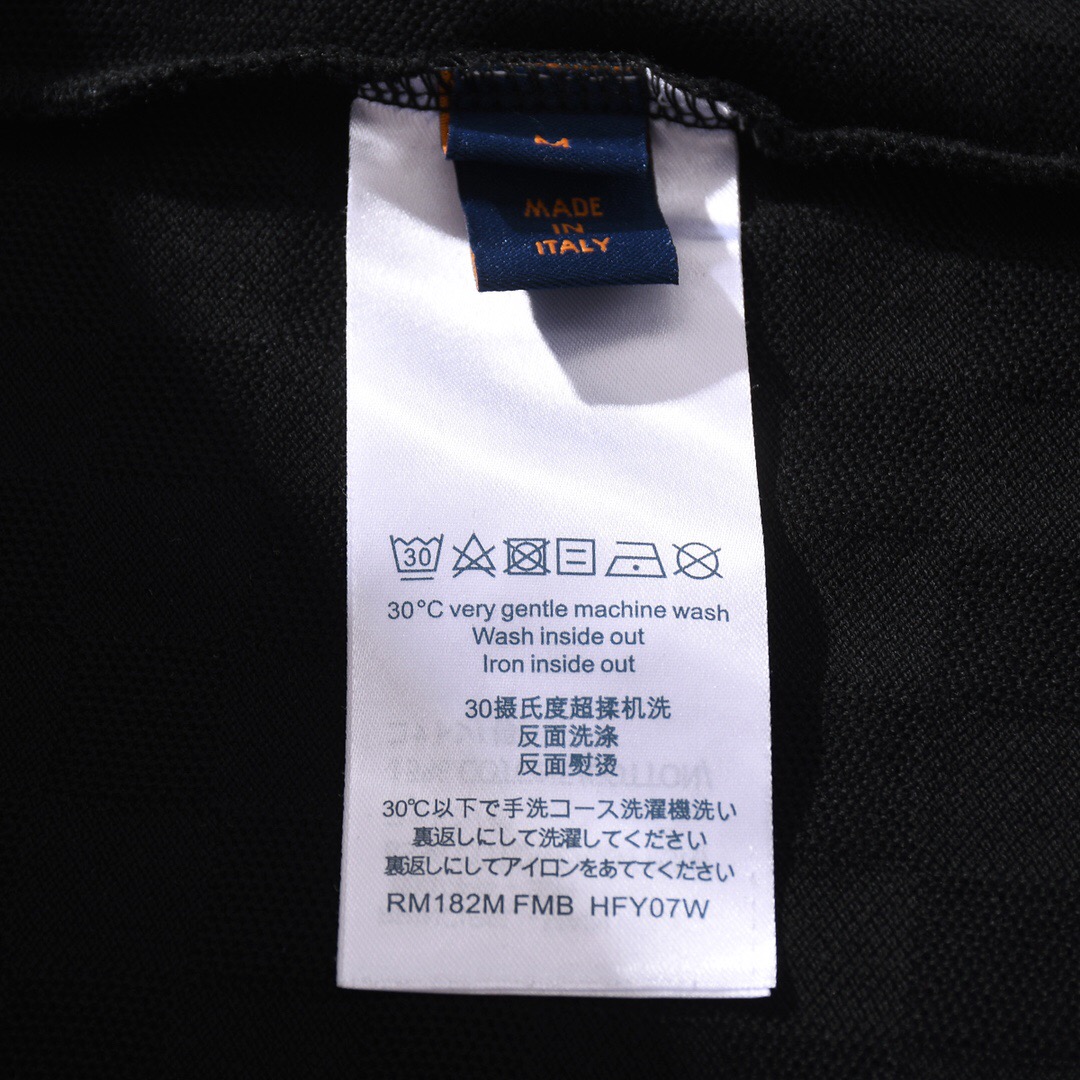 M
MADE
IN
ITALY
30
30°C very gentle machine wash
Wash inside out
Iron inside out
30摄氏度超揉机洗
反面洗涤
反面熨烫
30℃以下で手洗コース洗濯機洗い
裏返しにして洗濯してください
裏返しにしてアイロンをあててください
RM182M FMB HFY07W